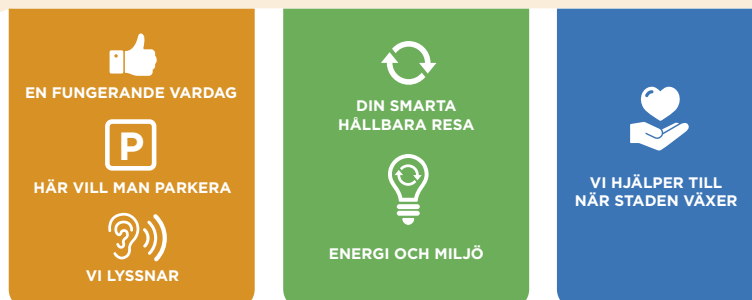 EN FUNGERANDE VARDAG
P
HÄR VILL MAN PARKERA
VI LYSSNAR
DIN SMARTA
HÅLLBARA RESA
ENERGI OCH MILJÖ
VI HJÄLPER TILL
NÄR STADEN VÄXER